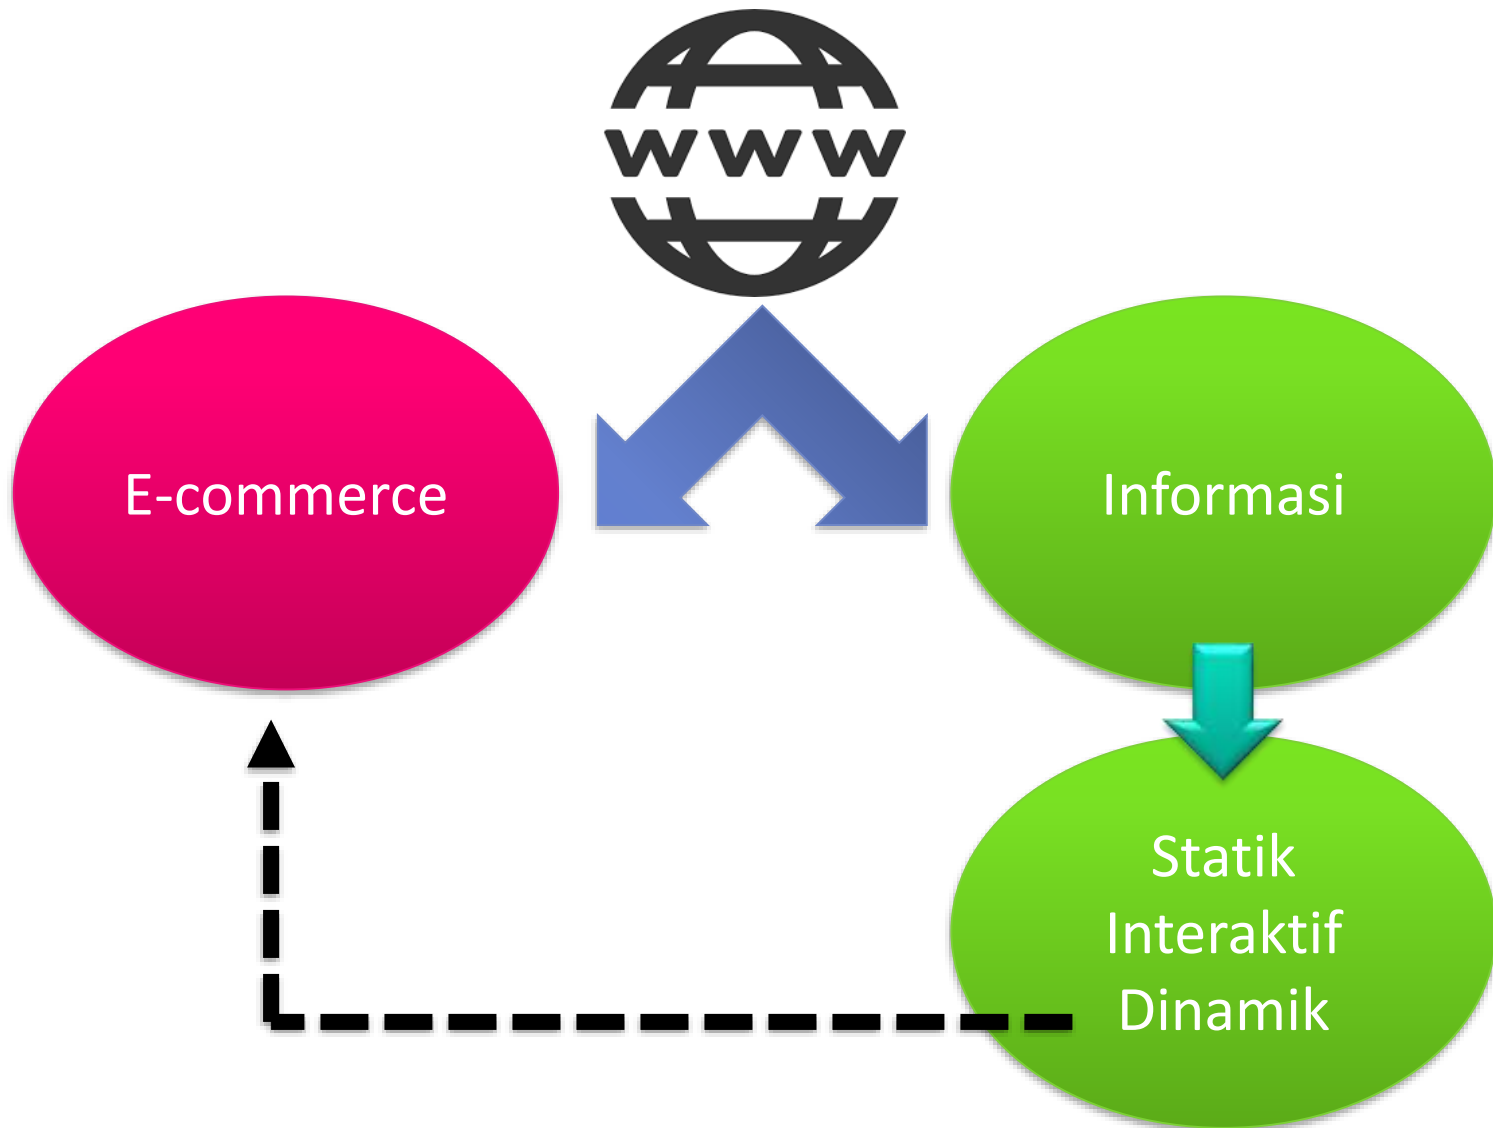 www
E-commerce
Informasi
Statik
Interaktif
Dinamik